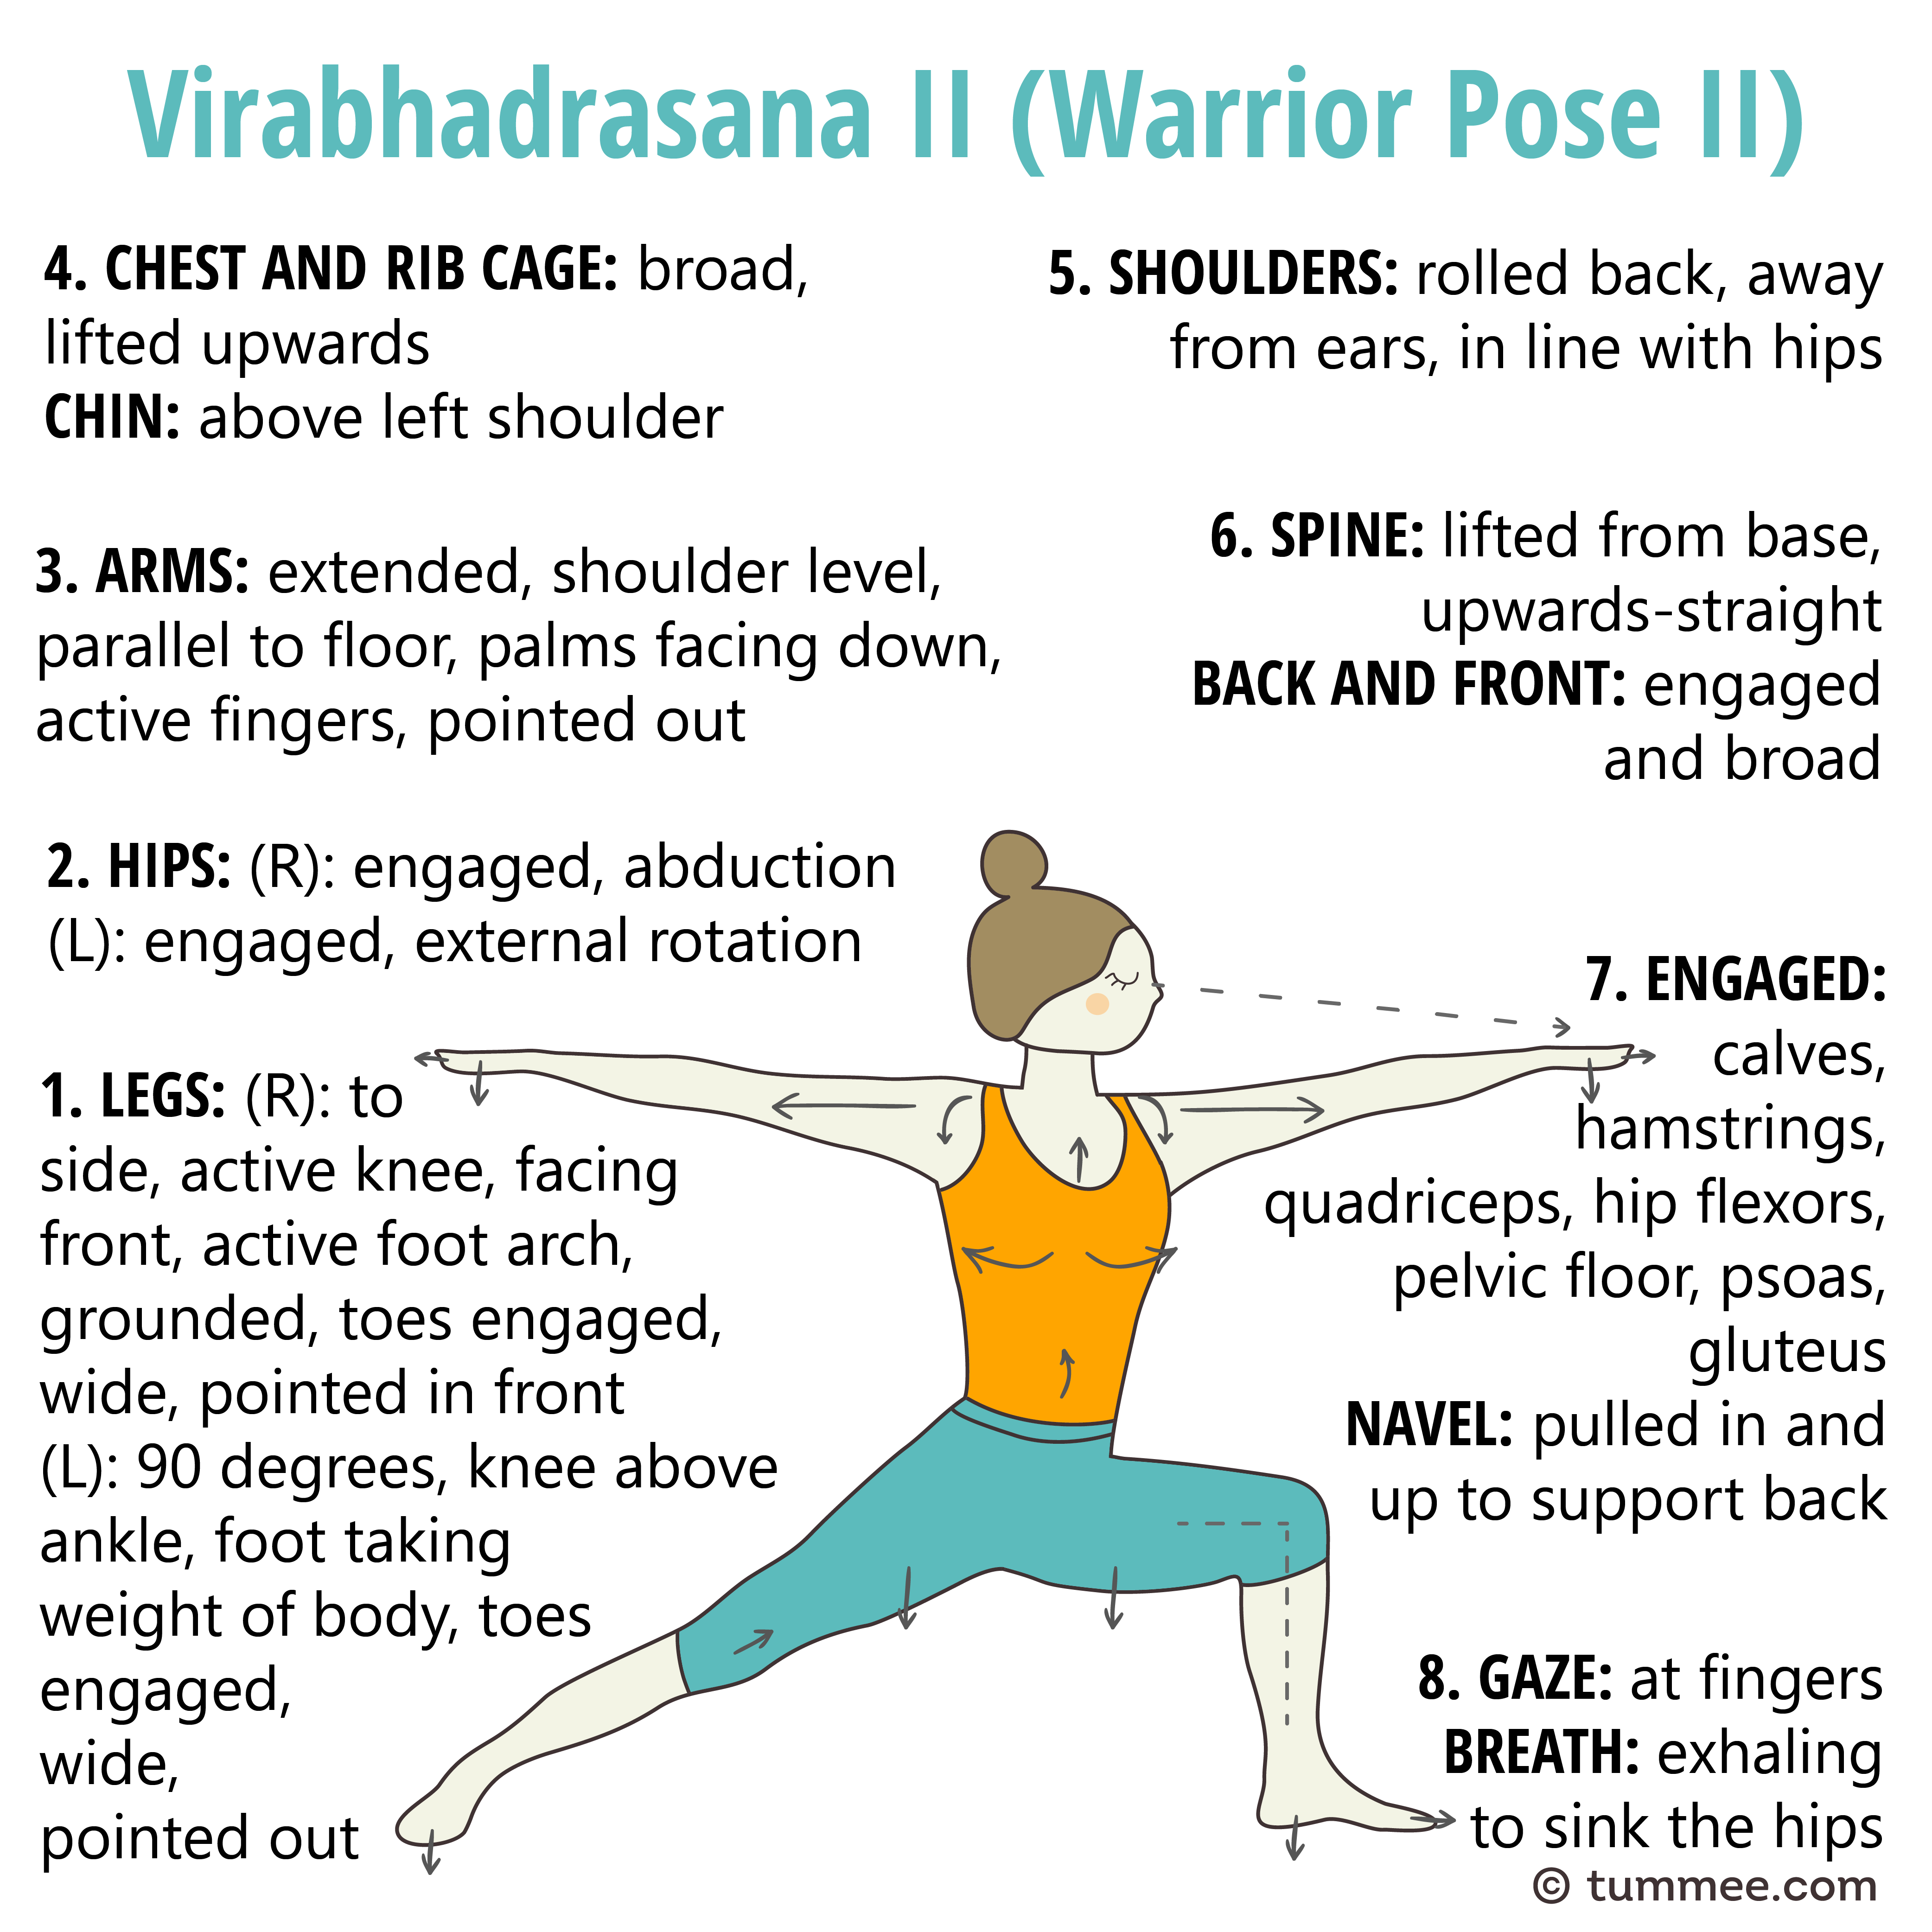 Virabhadrasana II (Warrior Pose II)
4. CHEST AND RIB CAGE: broad,
lifted upwards
CHIN: above left shoulder
3. ARMS: extended, shoulder level,
parallel to floor, palms facing down,
active fingers, pointed out
2. HIPS: (R): engaged, abduction
(L): engaged, external rotation
1. LEGS: (R): to
side, active knee, facing
front, active foot arch,
grounded, toes engaged,
wide, pointed in front
(L): 90 degrees, knee above
ankle, foot taking
weight of body, toes
engaged,
wide,
pointed out
5. SHOULDERS: rolled back, away
from ears, in line with hips
6. SPINE: lifted from base,
upwards-straight
BACK AND FRONT: engaged
and broad
7. ENGAGED:
calves,
hamstrings,
quadriceps, hip flexors,
pelvic floor, psoas,
gluteus
NAVEL: pulled in and
up to support back
8. GAZE: at fingers
BREATH: exhaling
to sink the hips
© tummee.com